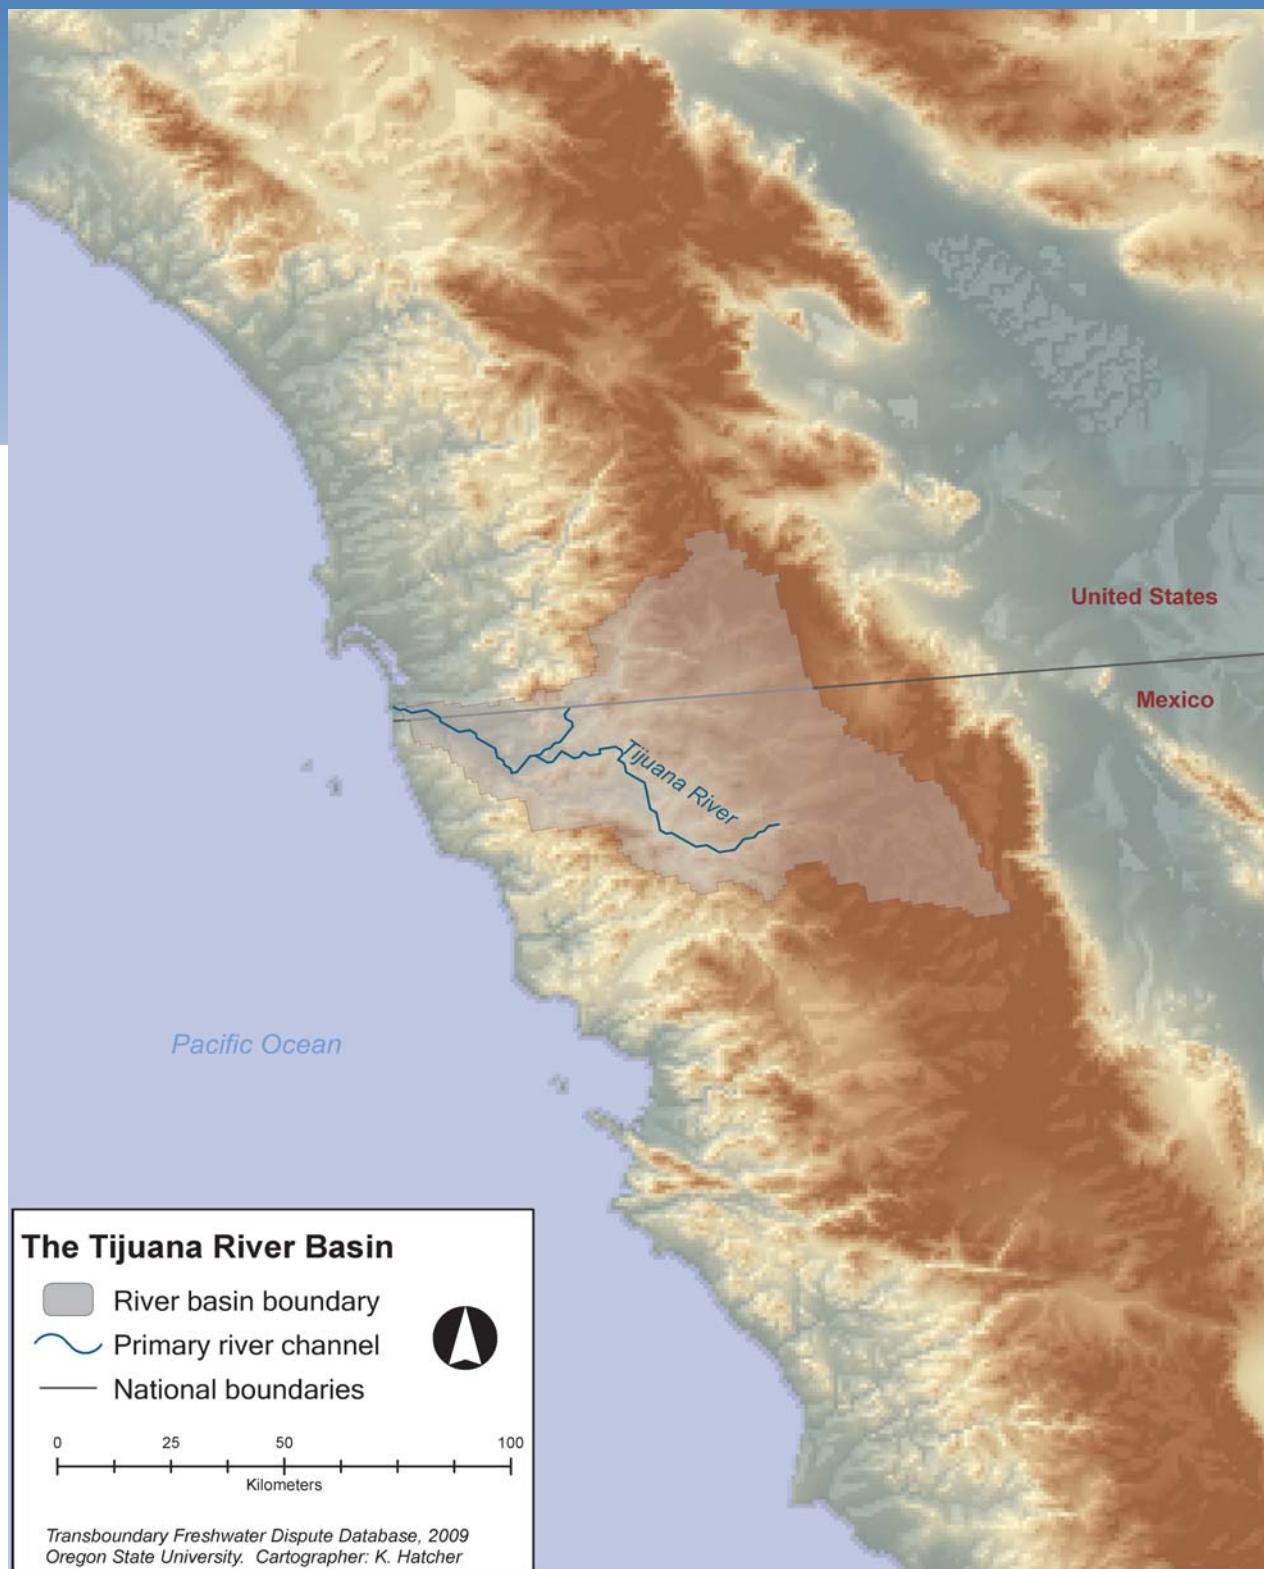 United States
Mexico
Tijuana River
Pacific Ocean
The Tijuana River Basin
River basin boundary
Primary river channel
National boundaries
0 25 50 100
Kilometers
Transboundary Freshwater Dispute Database, 2009
Oregon State University. Cartographer: K. Hatcher